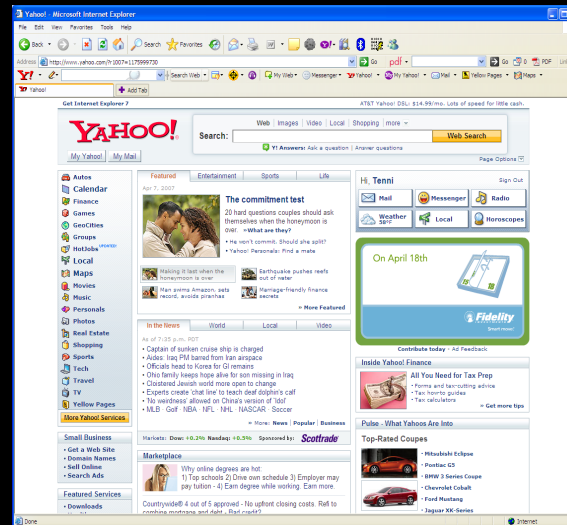 Yahoo! - Microsoft Internet Explorer
File Edit View Favorites Tools Help
Back Search Favorites
Address http://www.yahoo.com/?r1007=1175999730 Go pdf Go 0 PDF
Y! Search Web My Web Messenger Yahoo! My Yahoo! Mail Yellow Pages Maps
Yahoo! Add Tab
Get Internet Explorer 7 AT&T Yahoo! DSL: $14.99/mo. Lots of speed for little cash.
YAHOO!
Web | Images | Video | Local | Shopping | more
Search: Web Search
Y! Answers: Ask a question | Answer questions
My Yahoo! My Mail
Page Options
Autos
Calendar
Finance
Games
GeoCities
Groups
HotJobs UPDATED!
Local
Maps
Movies
Music
Personals
Photos
Real Estate
Shopping
Sports
Tech
Travel
TV
Yellow Pages
More Yahoo! Services
Small Business
• Get a Web Site
• Domain Names
• Sell Online
• Search Ads
Featured Services
• Downloads
Featured Entertainment Sports Life
Apr 7, 2007
The commitment test
20 hard questions couples should ask
themselves when the honeymoon is
over. » What are they?
• He won't commit. Should she split?
• Yahoo! Personals: Find a mate
Making it last when the
honeymoon is over
Earthquake pushes reefs
out of water
Man swims Amazon, sets
record, avoids piranhas
Marriage-friendly finance
secrets
» More Featured
In the News World Local Video
As of 7:35 p.m. PDT
• Captain of sunken cruise ship is charged
• Aides: Iraq PM barred from Iran airspace
• Officials head to Korea for GI remains
• Ohio family keeps hope alive for son missing in Iraq
• Cloistered Jewish world more open to change
• Experts create 'chat line' to teach deaf dolphin's calf
• 'No weirdness' allowed on China's version of 'Idol'
• MLB Golf NBA NFL NHL NASCAR Soccer
» More: News | Popular | Business
Markets: Dow: +0.2% Nasdaq: +0.5% Sponsored by: Scottrade
Marketplace
Why online degrees are hot:
1) Top schools 2) Drive own schedule 3) Employer may
pay tuition - 4) Earn degree while working. Earn more.
Countrywide® 4 out of 5 approved - No upfront closing costs. Refi to
combine mortgage and debt - Bad credit?
Hi, Tenni Sign Out
Mail Messenger Radio
Weather 58°F Local Horoscopes
On April 18th
15 16
Fidelity
Smart move.
Contribute today - Ad Feedback
Inside Yahoo! Finance
All You Need for Tax Prep
• Forms and tax-cutting advice
• Tax how-to guides
• Tax calculators
» Get more tips
Pulse - What Yahoos Are Into
Top-Rated Coupes
• Mitsubishi Eclipse
• Pontiac G5
• BMW 3 Series Coupe
• Chevrolet Cobalt
• Ford Mustang
• Jaguar XK-Series
Done Internet